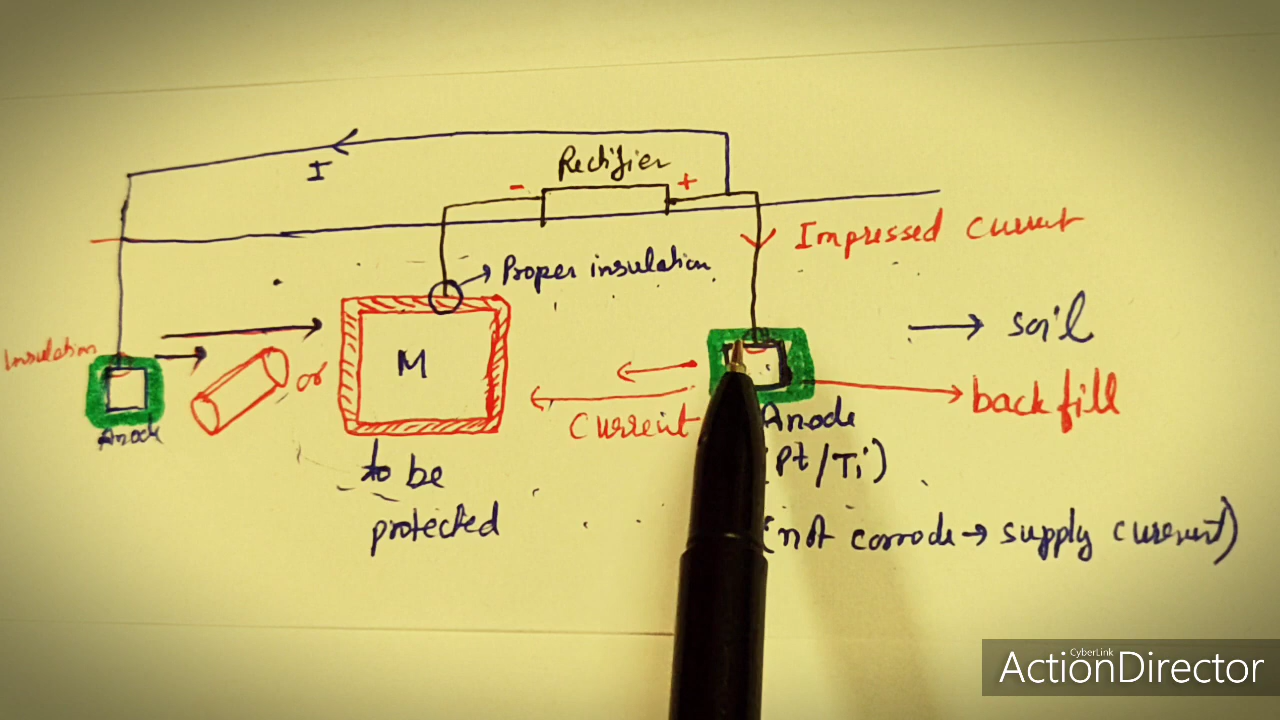 Rectifier
-
+
I
Impressed current
Proper insulation
soil
Insulation
M
or
back fill
Current
Anode
Anode
(Pt/Ti)
to be
protected
(not corrode → supply current)
CyberLink
ActionDirector